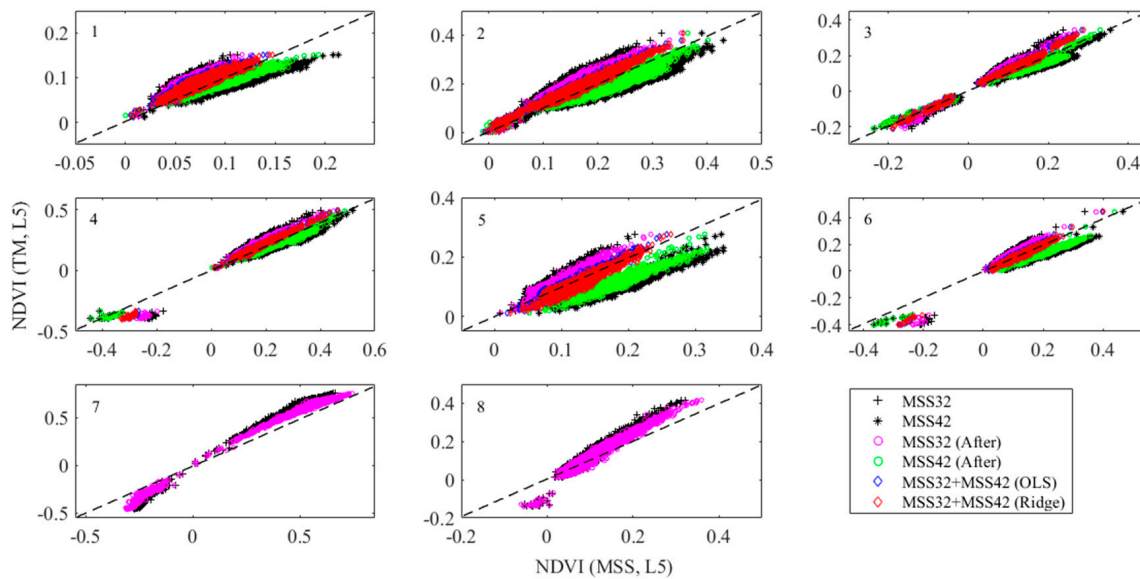 1
0.2
0.1
0
-0.05 0 0.05 0.1 0.15 0.2
2
0.4
0.3
0.2
0.1
0
0 0.1 0.2 0.3 0.4 0.5
3
0.4
0.2
0
-0.2
-0.2 0 0.2 0.4
NDVI (TM, L5)
4
0.5
0
-0.5
-0.4 -0.2 0 0.2 0.4 0.6
5
0.4
0.2
0
0 0.1 0.2 0.3 0.4
6
0.4
0.2
0
-0.2
-0.4
-0.4 -0.2 0 0.2 0.4
7
0.5
0
-0.5
-0.5 0 0.5
8
0.4
0.2
0
-0.2
-0.2 0 0.2 0.4
MSS32
MSS42
MSS32 (After)
MSS42 (After)
MSS32+MSS42 (OLS)
MSS32+MSS42 (Ridge)
NDVI (MSS, L5)